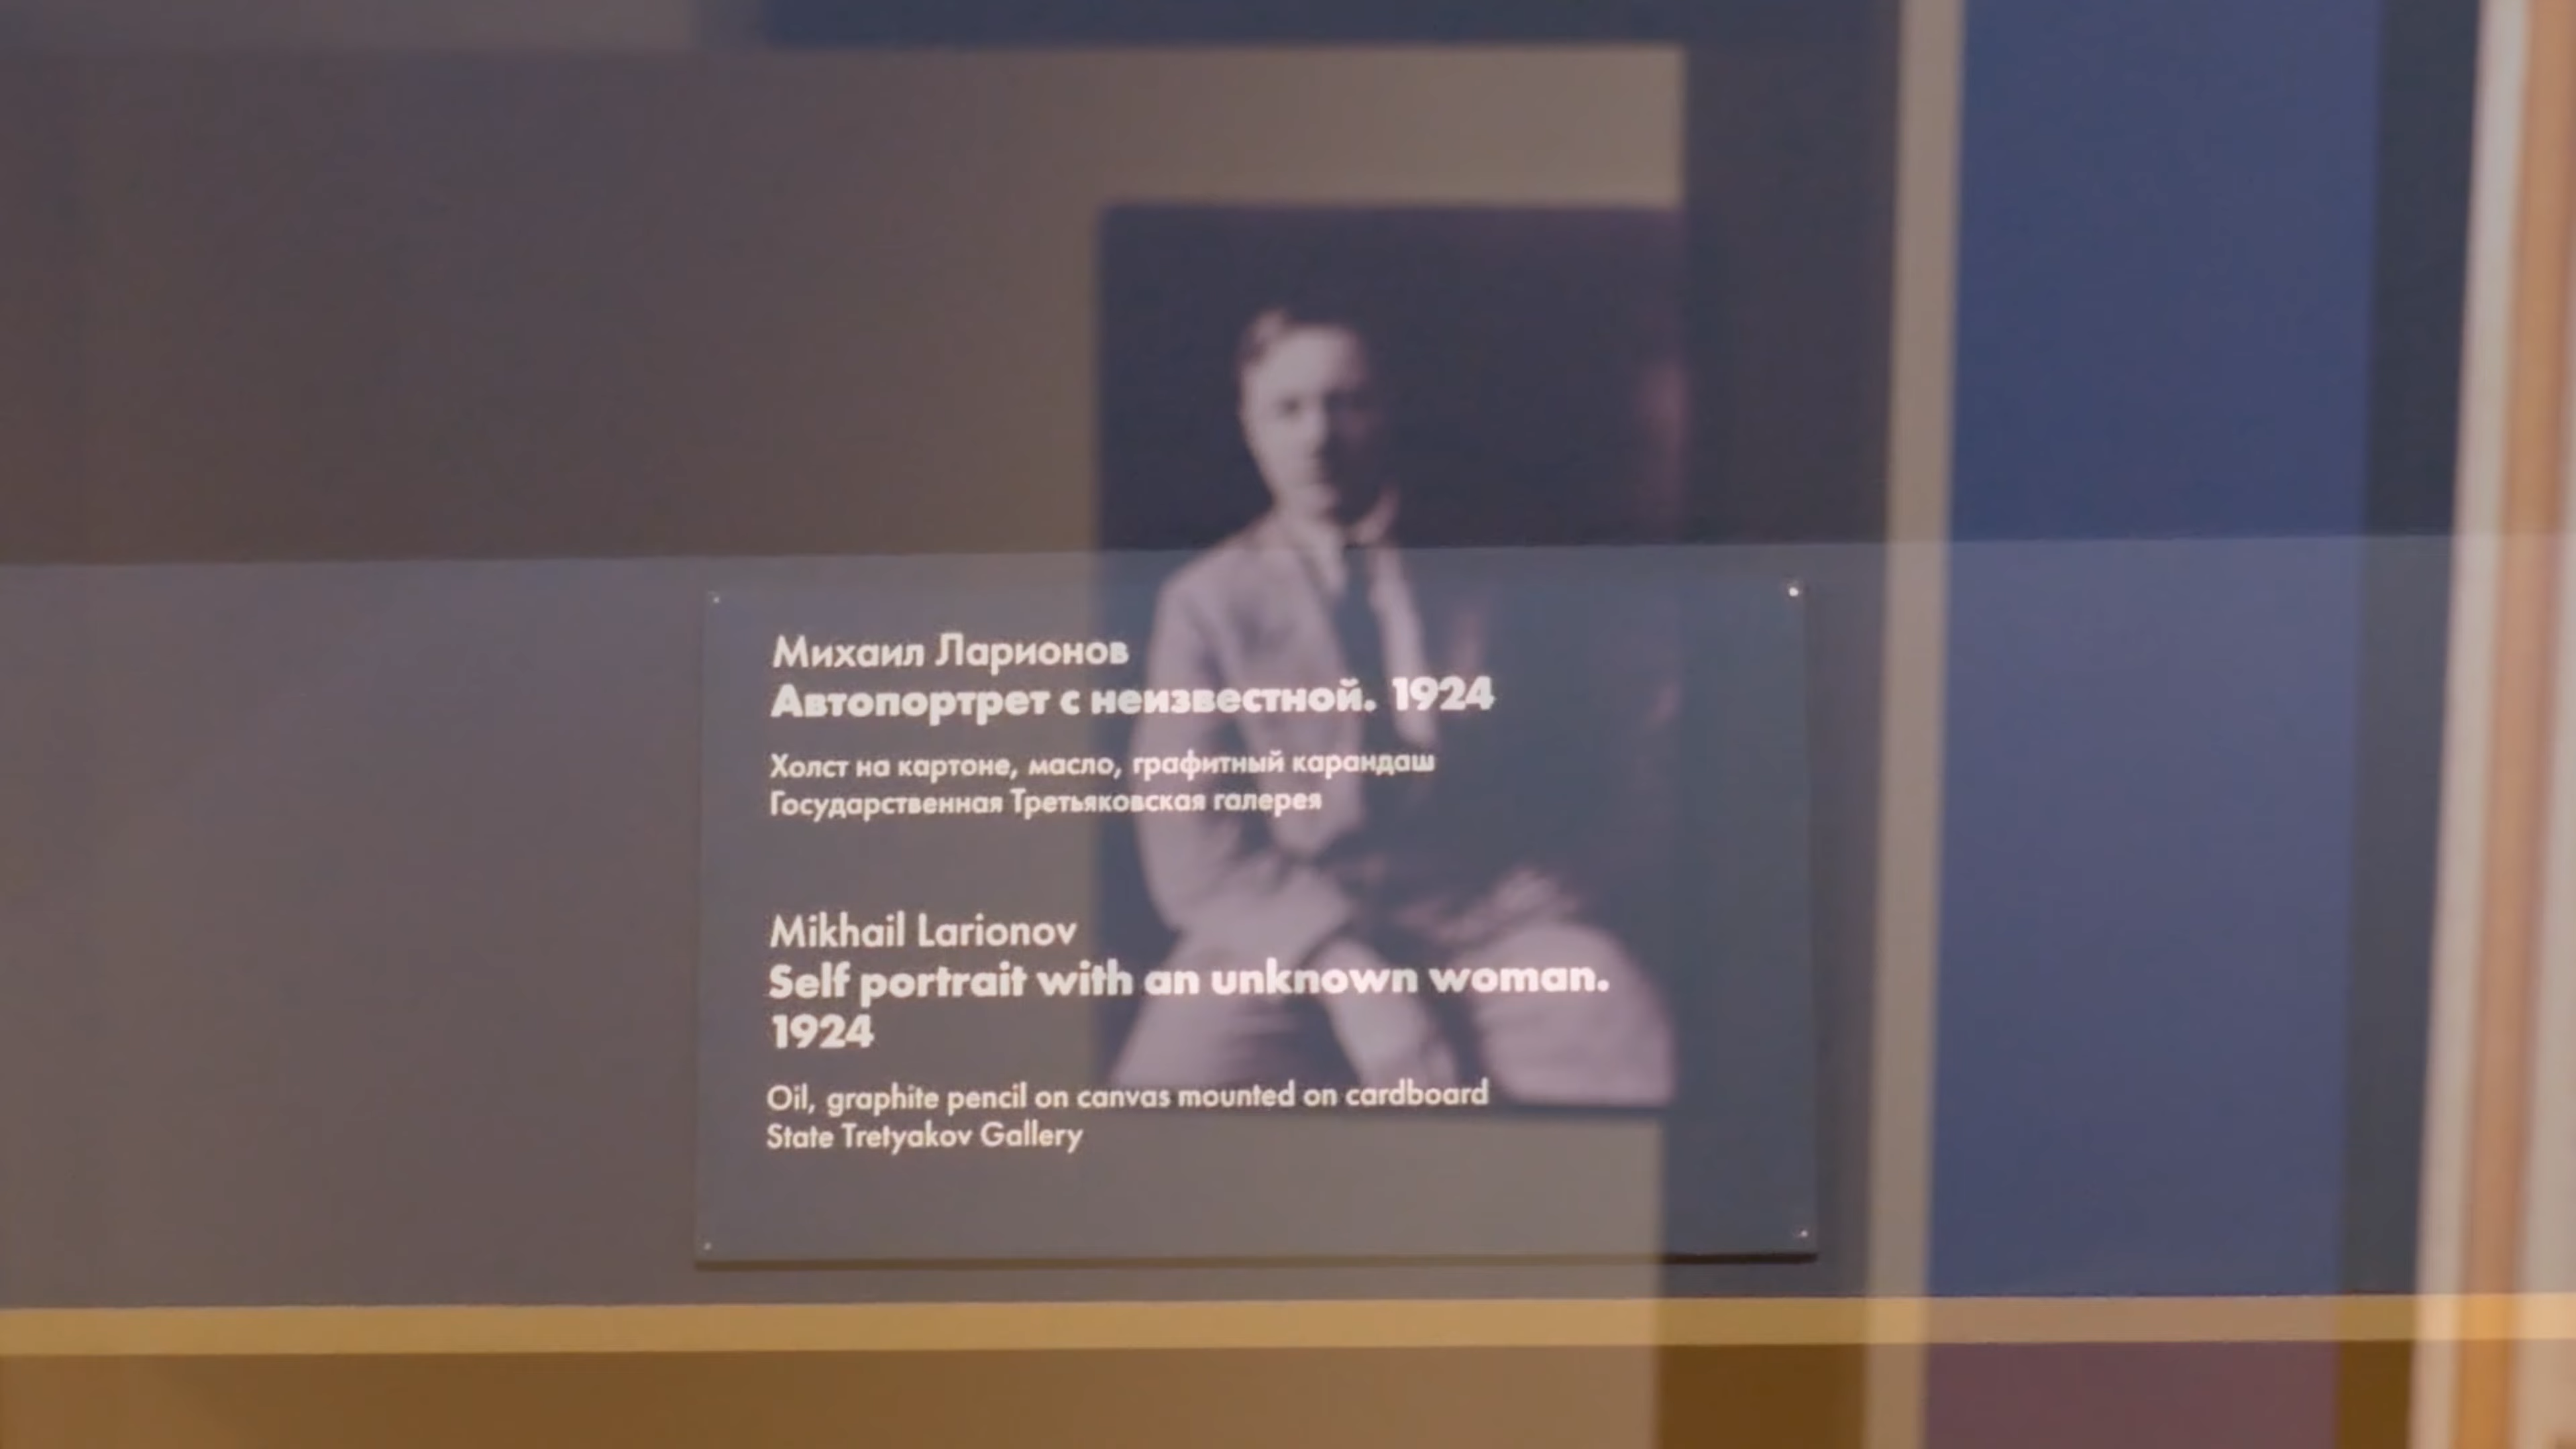 Михаил Ларионов
Автопортрет с неизвестной. 1924
Холст на картоне, масло, графитный карандаш
Государственная Третьяковская галерея
Mikhail Larionov
Self portrait with an unknown woman.
1924
Oil, graphite pencil on canvas mounted on cardboard
State Tretyakov Gallery